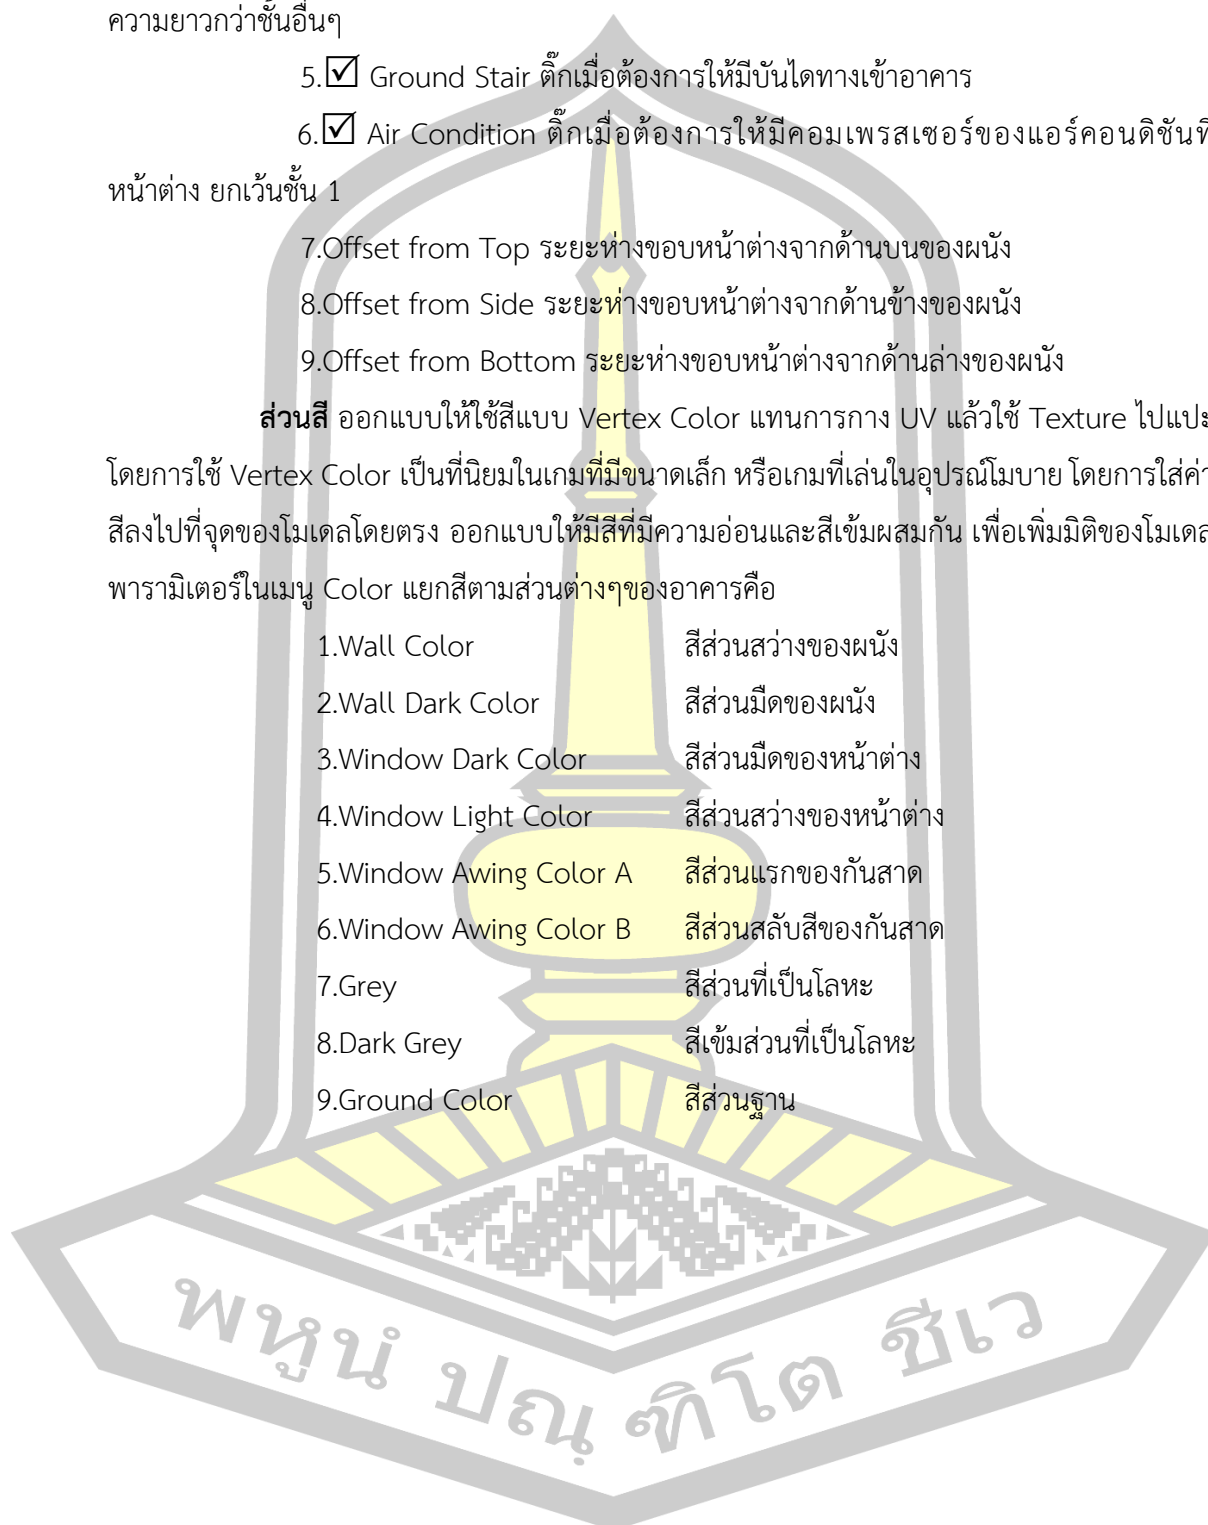 ความยาวกว่าชั้นอื่นๆ
5.☑ Ground Stair ติ๊กเมื่อต้องการให้มีบันไดทางเข้าอาคาร
6.☑ Air Condition ติ๊กเมื่อต้องการให้มีคอมเพรสเซอร์ของแอร์คอนดิชันที่
หน้าต่าง ยกเว้นชั้น 1
7.Offset from Top ระยะห่างขอบหน้าต่างจากด้านบนของผนัง
8.Offset from Side ระยะห่างขอบหน้าต่างจากด้านข้างของผนัง
9.Offset from Bottom ระยะห่างขอบหน้าต่างจากด้านล่างของผนัง
ส่วนสี ออกแบบให้ใช้สีแบบ Vertex Color แทนการกาง UV แล้วใช้ Texture ไปแปะ
โดยการใช้ Vertex Color เป็นที่นิยมในเกมที่มีขนาดเล็ก หรือเกมที่เล่นในอุปรณ์โมบาย โดยการใส่ค่า
สีลงไปที่จุดของโมเดลโดยตรง ออกแบบให้มีสีที่มีความอ่อนและสีเข้มผสมกัน เพื่อเพิ่มมิติของโมเดล
พารามิเตอร์ในเมนู Color แยกสีตามส่วนต่างๆของอาคารคือ
1.Wall Color สีส่วนสว่างของผนัง
2.Wall Dark Color สีส่วนมืดของผนัง
3.Window Dark Color สีส่วนมืดของหน้าต่าง
4.Window Light Color สีส่วนสว่างของหน้าต่าง
5.Window Awing Color A สีส่วนแรกของกันสาด
6.Window Awing Color B สีส่วนสลับสีของกันสาด
7.Grey สีส่วนที่เป็นโลหะ
8.Dark Grey สีเข้มส่วนที่เป็นโลหะ
9.Ground Color สีส่วนฐาน
พหูนํ ปณฺฑิโต ชีเว